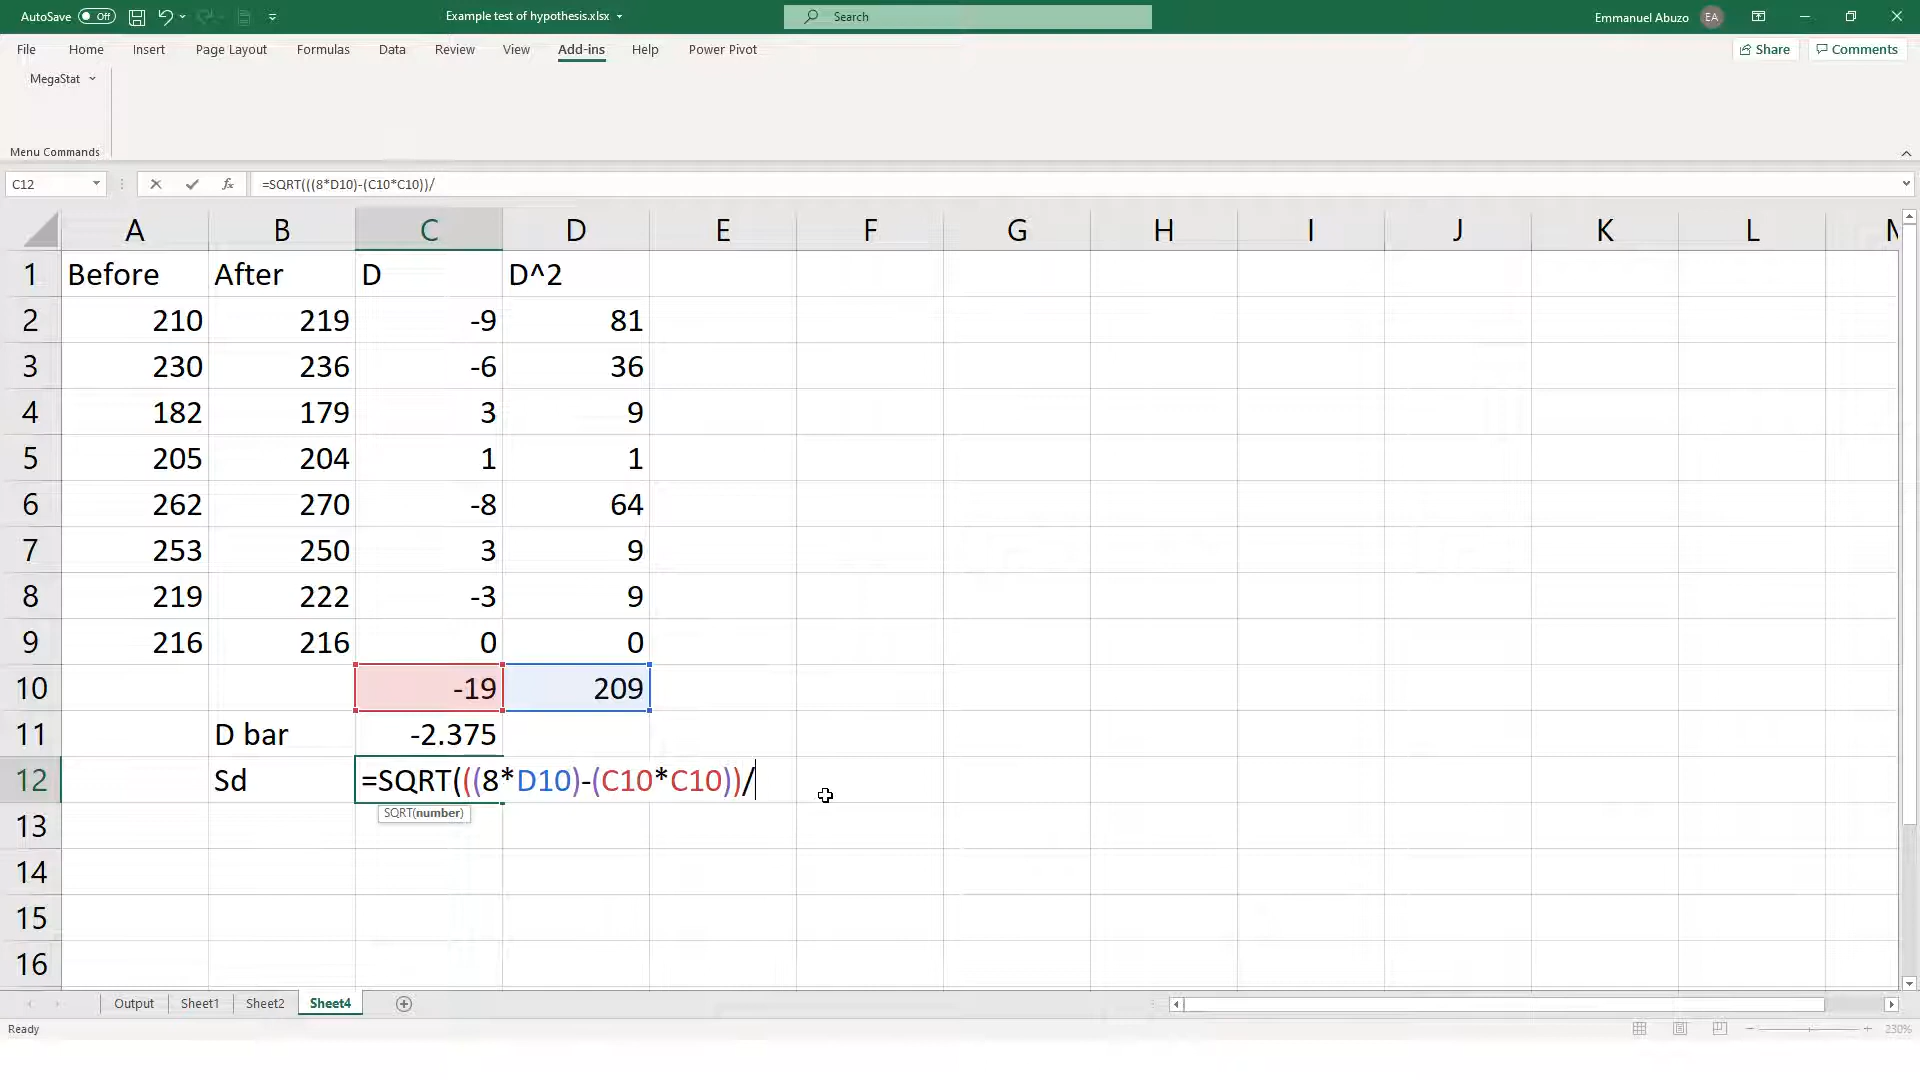 AutoSave Off Example test of hypothesis.xlsx Search Emmanuel Abuzo EA
File Home Insert Page Layout Formulas Data Review View Add-ins Help Power Pivot Share Comments
MegaStat
Menu Commands
C12 fx =SQRT(((8*D10)-(C10*C10))/
A B C D E F G H I J K L M
1 Before After D D^2
2 210 219 -9 81
3 230 236 -6 36
4 182 179 3 9
5 205 204 1 1
6 262 270 -8 64
7 253 250 3 9
8 219 222 -3 9
9 216 216 0 0
10 -19 209
11 D bar -2.375
12 Sd =SQRT(((8*D10)-(C10*C10))/
SQRT(number)
13
14
15
16
Output Sheet1 Sheet2 Sheet4
Ready 230%